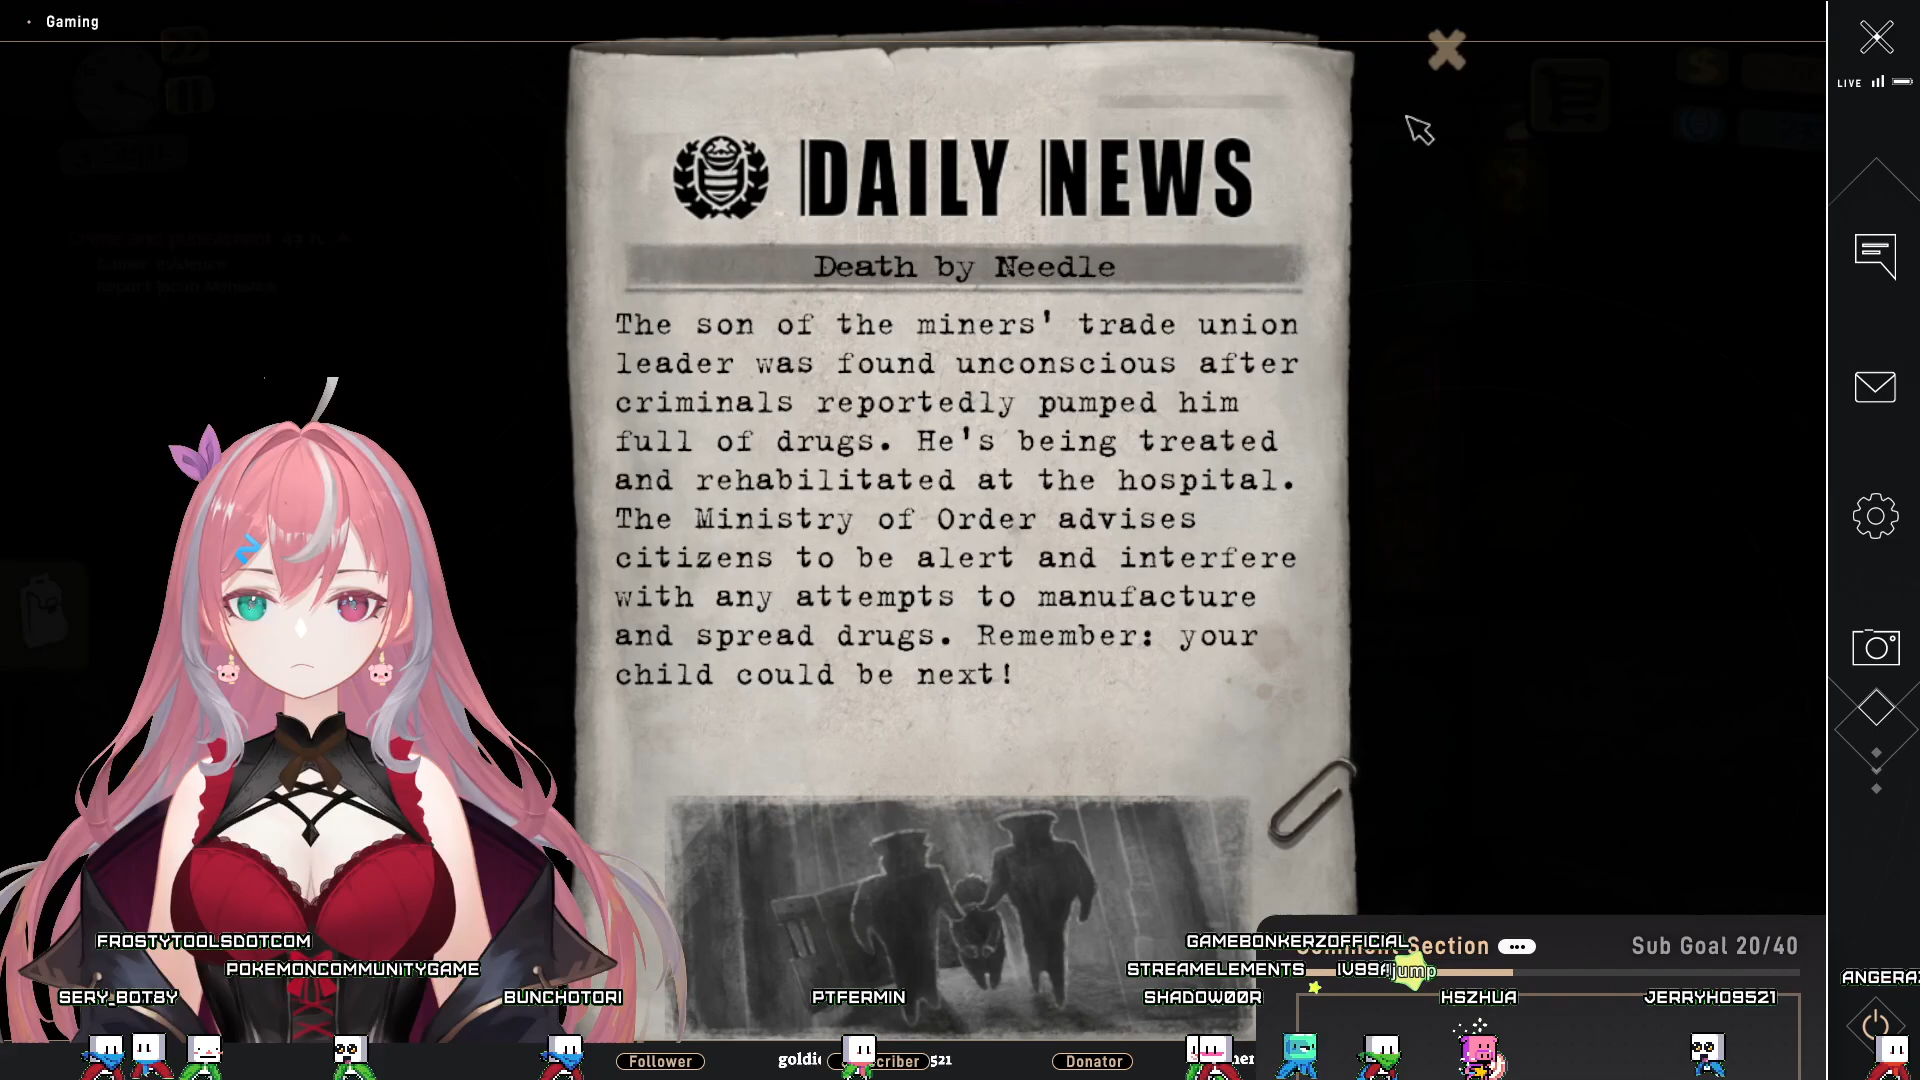 Gaming
LIVE
DAILY NEWS
Death by Needle
The son of the miners' trade union
leader was found unconscious after
criminals reportedly pumped him
full of drugs. He's being treated
and rehabilitated at the hospital.
The Ministry of Order advises
citizens to be alert and interfere
with any attempts to manufacture
and spread drugs. Remember: your
child could be next!
Section
Sub Goal 20/40
FROSTYTOOLSDOTCOM
GAMEBONKERZOFFICIAL
POKEMONCOMMUNITYGAME
STREAMELEMENTS
!jump
SERY_BOT8Y
BUNCHOTORI
PTFERMIN
SHADOW00R
HSZHUA
JERRYHO9521
Follower
Donator